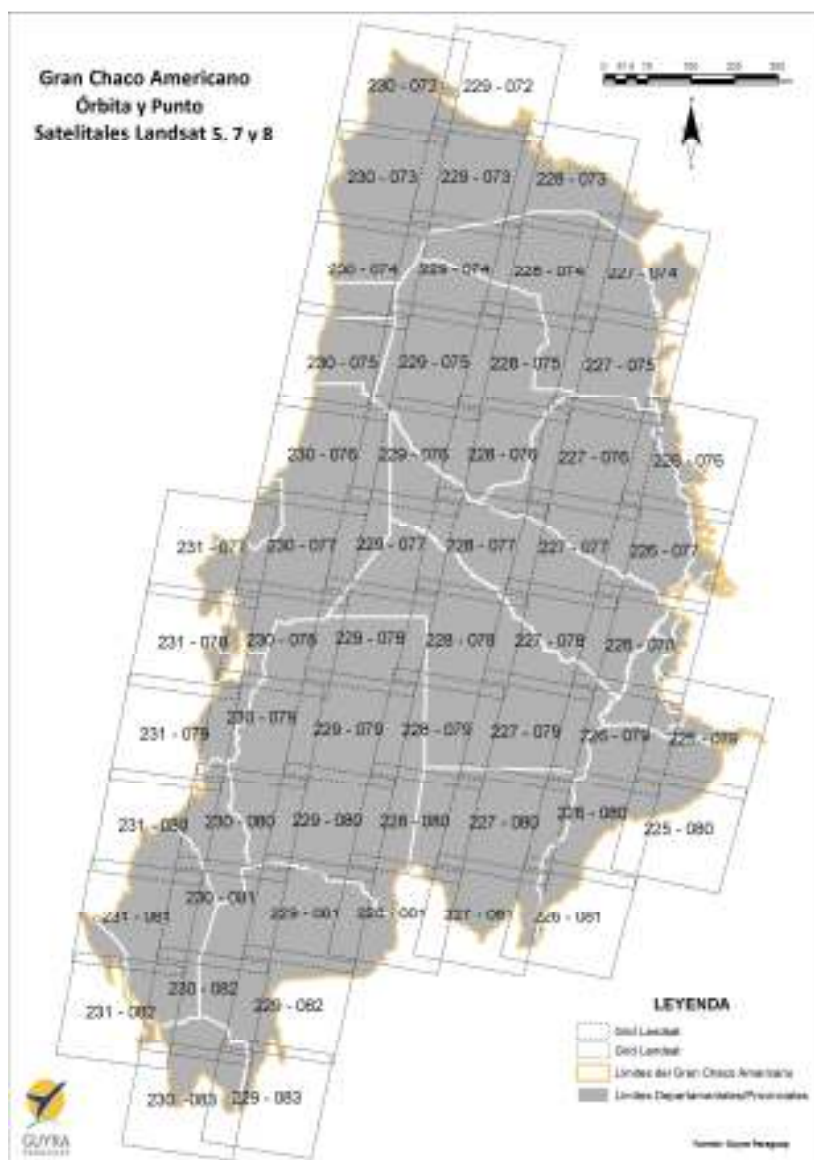 Gran Chaco Americano
Órbita y Punto
Satelitales Landsat 5, 7 y 8
230 - 072 229 - 072
230 - 073 229 - 073 228 - 073
230 - 074 229 - 074 228 - 074 227 - 074
230 - 075 229 - 075 228 - 075 227 - 075
230 - 076 229 - 076 228 - 076 227 - 076 226 - 076
231 - 077 230 - 077 229 - 077 228 - 077 227 - 077 226 - 077
231 - 078 230 - 078 229 - 078 228 - 078 227 - 078 226 - 078
231 - 079 230 - 079 229 - 079 228 - 079 227 - 079 226 - 079 225 - 079
231 - 080 230 - 080 229 - 080 228 - 080 227 - 080 226 - 080 225 - 080
231 - 081 230 - 081 229 - 081 228 - 081 227 - 081 226 - 081
231 - 082 230 - 082 229 - 082
230 - 083 229 - 083
LEYENDA
Grid Landsat
Grid Landsat
Límites del Gran Chaco Americano
Límites Departamentales/Provinciales
GUYRA
PARAGUAY
Fuente: Guyra Paraguay